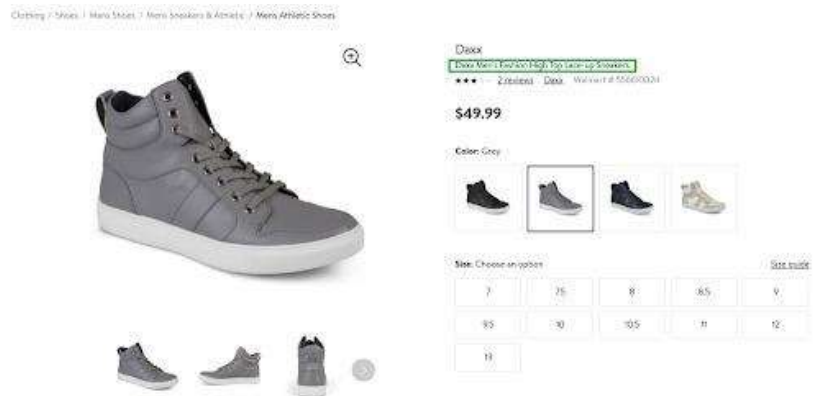 Clothing / Shoes / Mens Shoes / Mens Sneakers & Athletic / Mens Athletic Shoes
Daxx
Daxx Men's Fashion High Top Lace-up Sneakers
2 reviews Daxx Walmart #
$49.99
Color: Grey
Size: Choose an option
Size guide
7 7.5 8 8.5 9
9.5 10 10.5 11 12
13